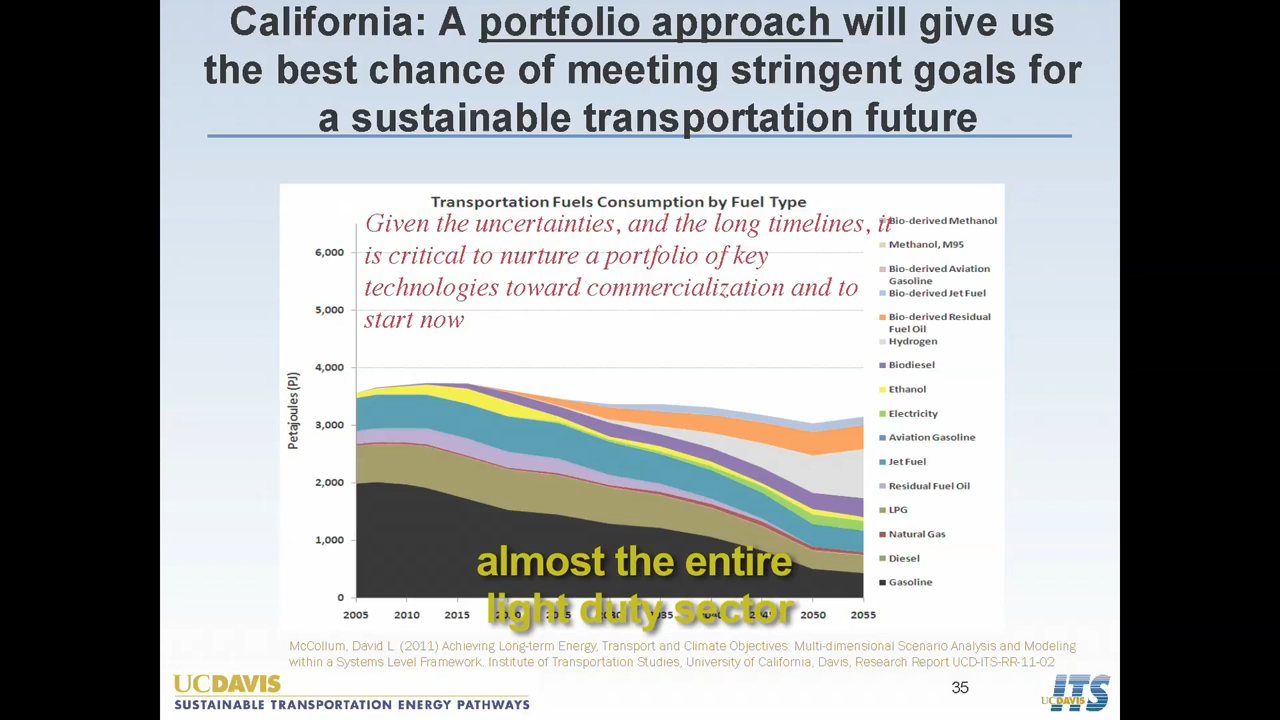 California: A portfolio approach will give us
the best chance of meeting stringent goals for
a sustainable transportation future
Transportation Fuels Consumption by Fuel Type
Given the uncertainties, and the long timelines, it
is critical to nurture a portfolio of key
technologies toward commercialization and to
start now
Petajoules (PJ)
6,000
5,000
4,000
3,000
2,000
1,000
0
2005 2010 2015 2020 2025 2030 2035 2040 2045 2050 2055
Bio-derived Methanol
Methanol, M95
Bio-derived Aviation
Gasoline
Bio-derived Jet Fuel
Bio-derived Residual
Fuel Oil
Hydrogen
Biodiesel
Ethanol
Electricity
Aviation Gasoline
Jet Fuel
Residual Fuel Oil
LPG
Natural Gas
Diesel
Gasoline
almost the entire
light duty sector
McCollum, David L. (2011) Achieving Long-term Energy, Transport and Climate Objectives: Multi-dimensional Scenario Analysis and Modeling
within a Systems Level Framework. Institute of Transportation Studies, University of California, Davis, Research Report UCD-ITS-RR-11-02
UCDAVIS
SUSTAINABLE TRANSPORTATION ENERGY PATHWAYS
35
UCDAVIS ITS